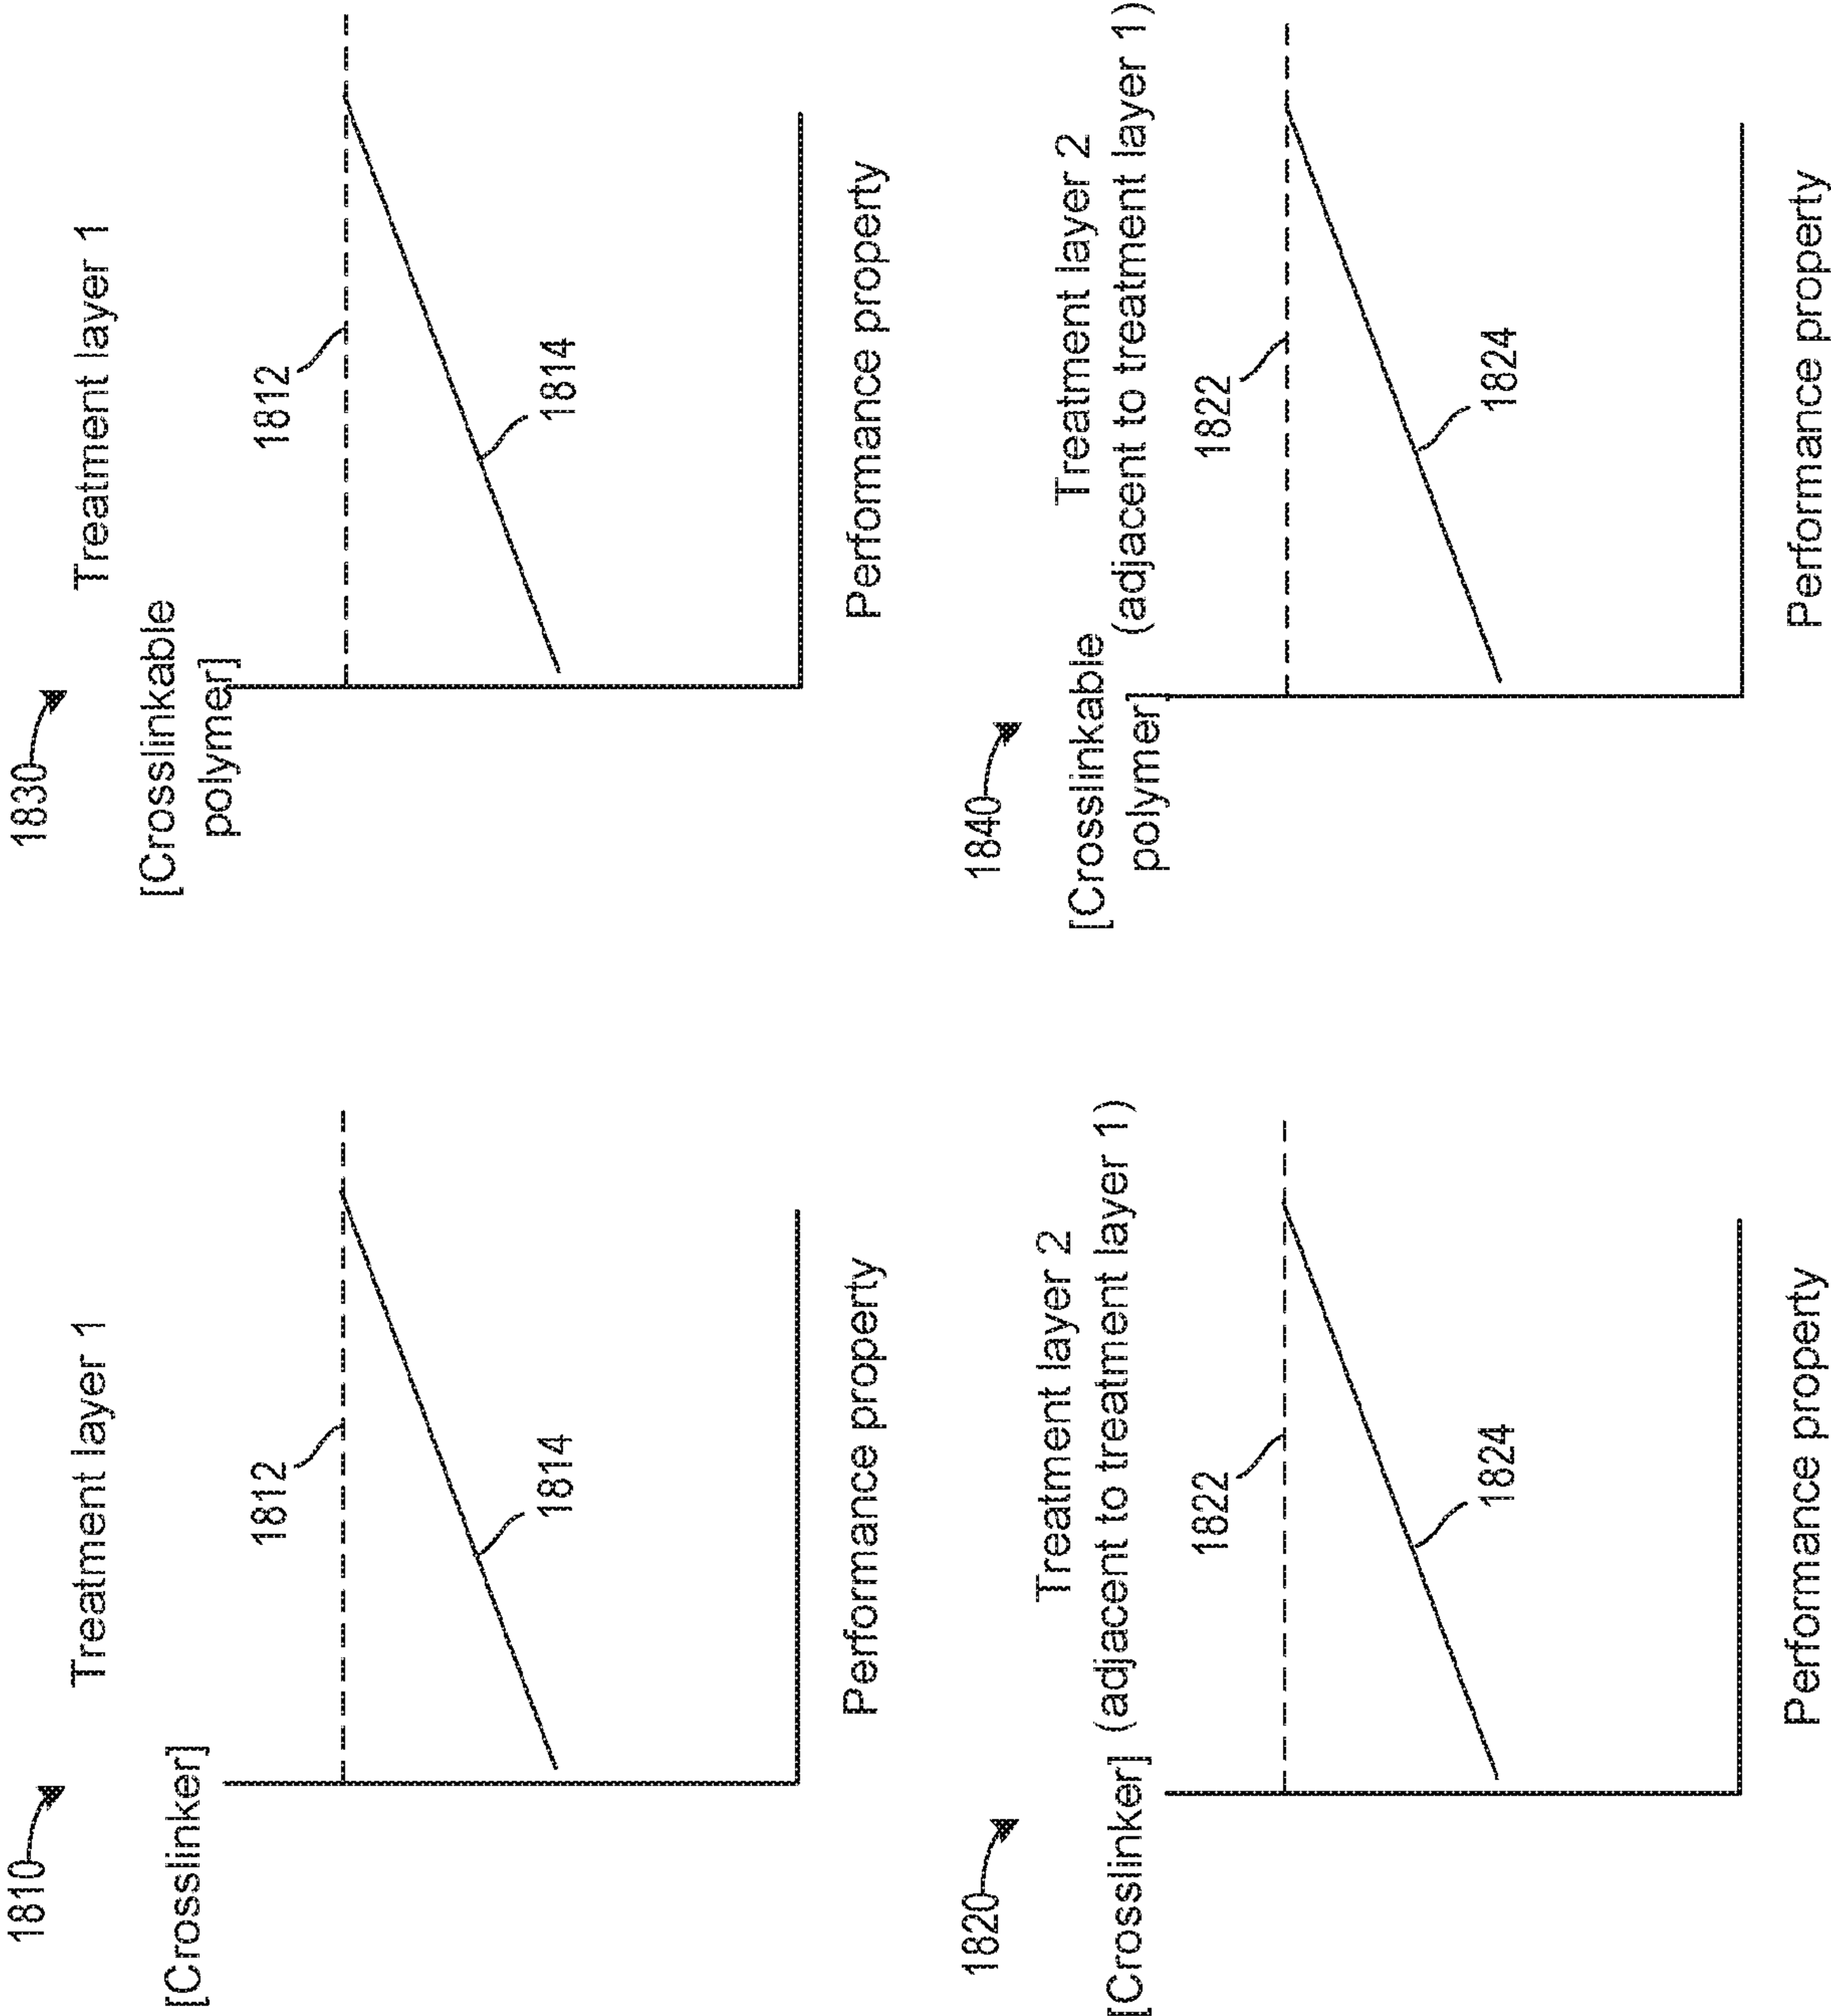 1810
Treatment layer 1
[Crosslinker]
1812
1814
Performance property
1820
Treatment layer 2
[Crosslinker] (adjacent to treatment layer 1)
1822
1824
Performance property
1830
Treatment layer 1
[Crosslinkable
polymer]
1812
1814
Performance property
1840
Treatment layer 2
(adjacent to treatment layer 1)
[Crosslinkable
polymer]
1822
1824
Performance property